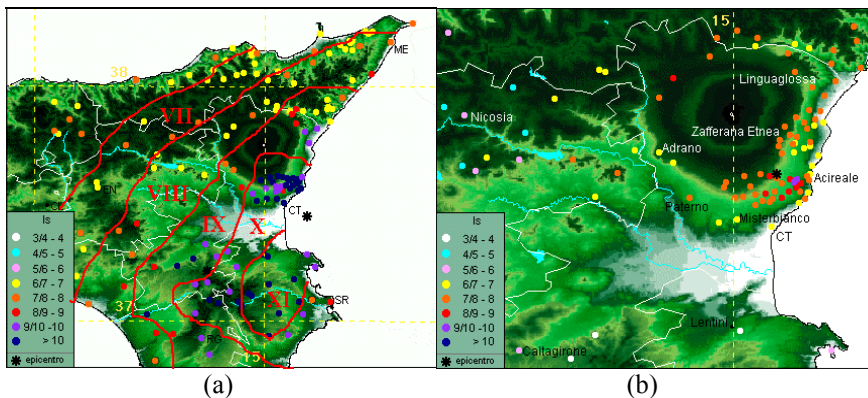 ME
38
VII
VIII
EN
CL
IX
X
CT
XI
SR
37
RG
15
Is
3/4 - 4
4/5 - 5
5/6 - 6
6/7 - 7
7/8 - 8
8/9 - 9
9/10 - 10
> 10
epicentro
(a)
15
Linguaglossa
Nicosia
Zafferana Etnea
Adrano
Acireale
Paterno
Misterbianco
CT
Lentini
Caltagirone
Is
3/4 - 4
4/5 - 5
5/6 - 6
6/7 - 7
7/8 - 8
8/9 - 9
9/10 - 10
> 10
epicentro
(b)